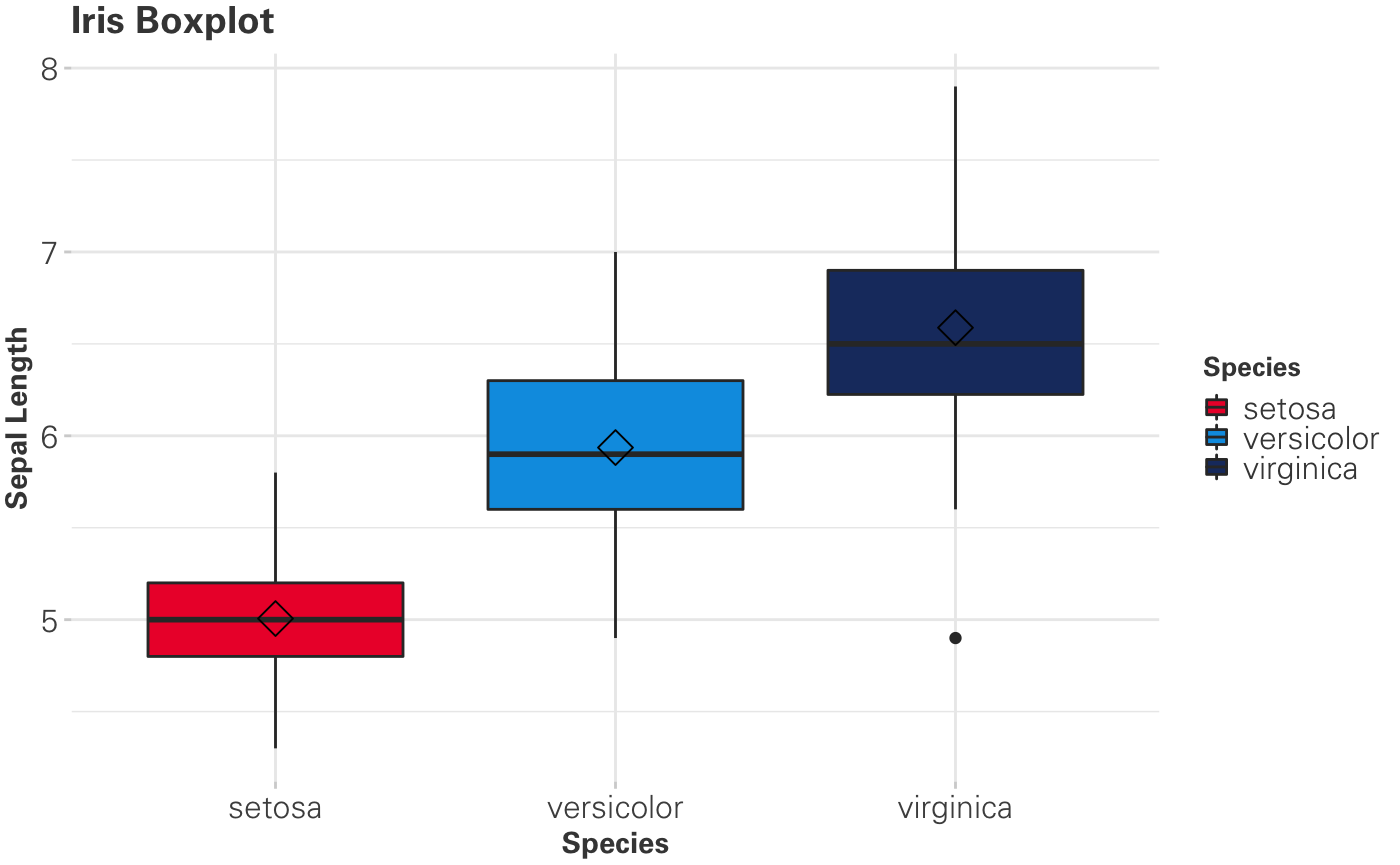 Iris Boxplot
8
7
6
5
Sepal Length
setosa
versicolor
virginica
Species
Species
setosa
versicolor
virginica